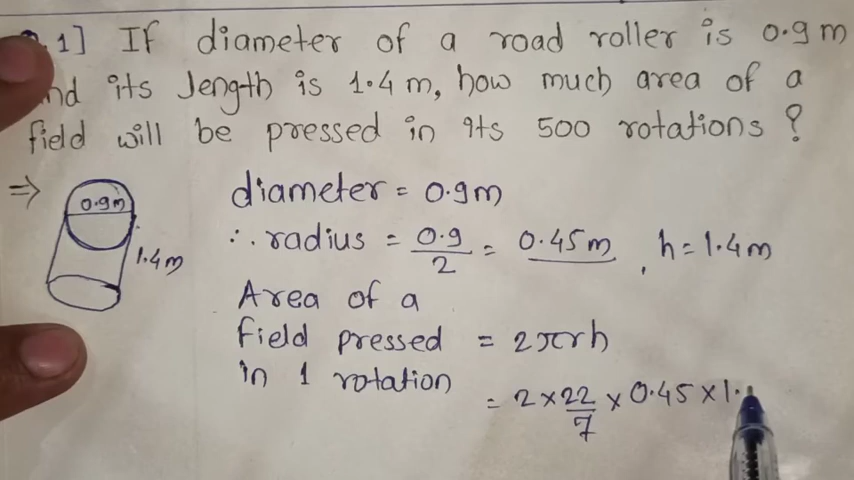 .1] If diameter of a road roller is 0.9m
nd its length is 1.4 m, how much area of a
field will be pressed in its 500 rotations ?
⇒ 0.9m diameter = 0.9m
∴ radius = 0.9/2 = 0.45m , h = 1.4m
1.4m
Area of a
field pressed = 2πrh
in 1 rotation
= 2 × 22/7 × 0.45 × 1.